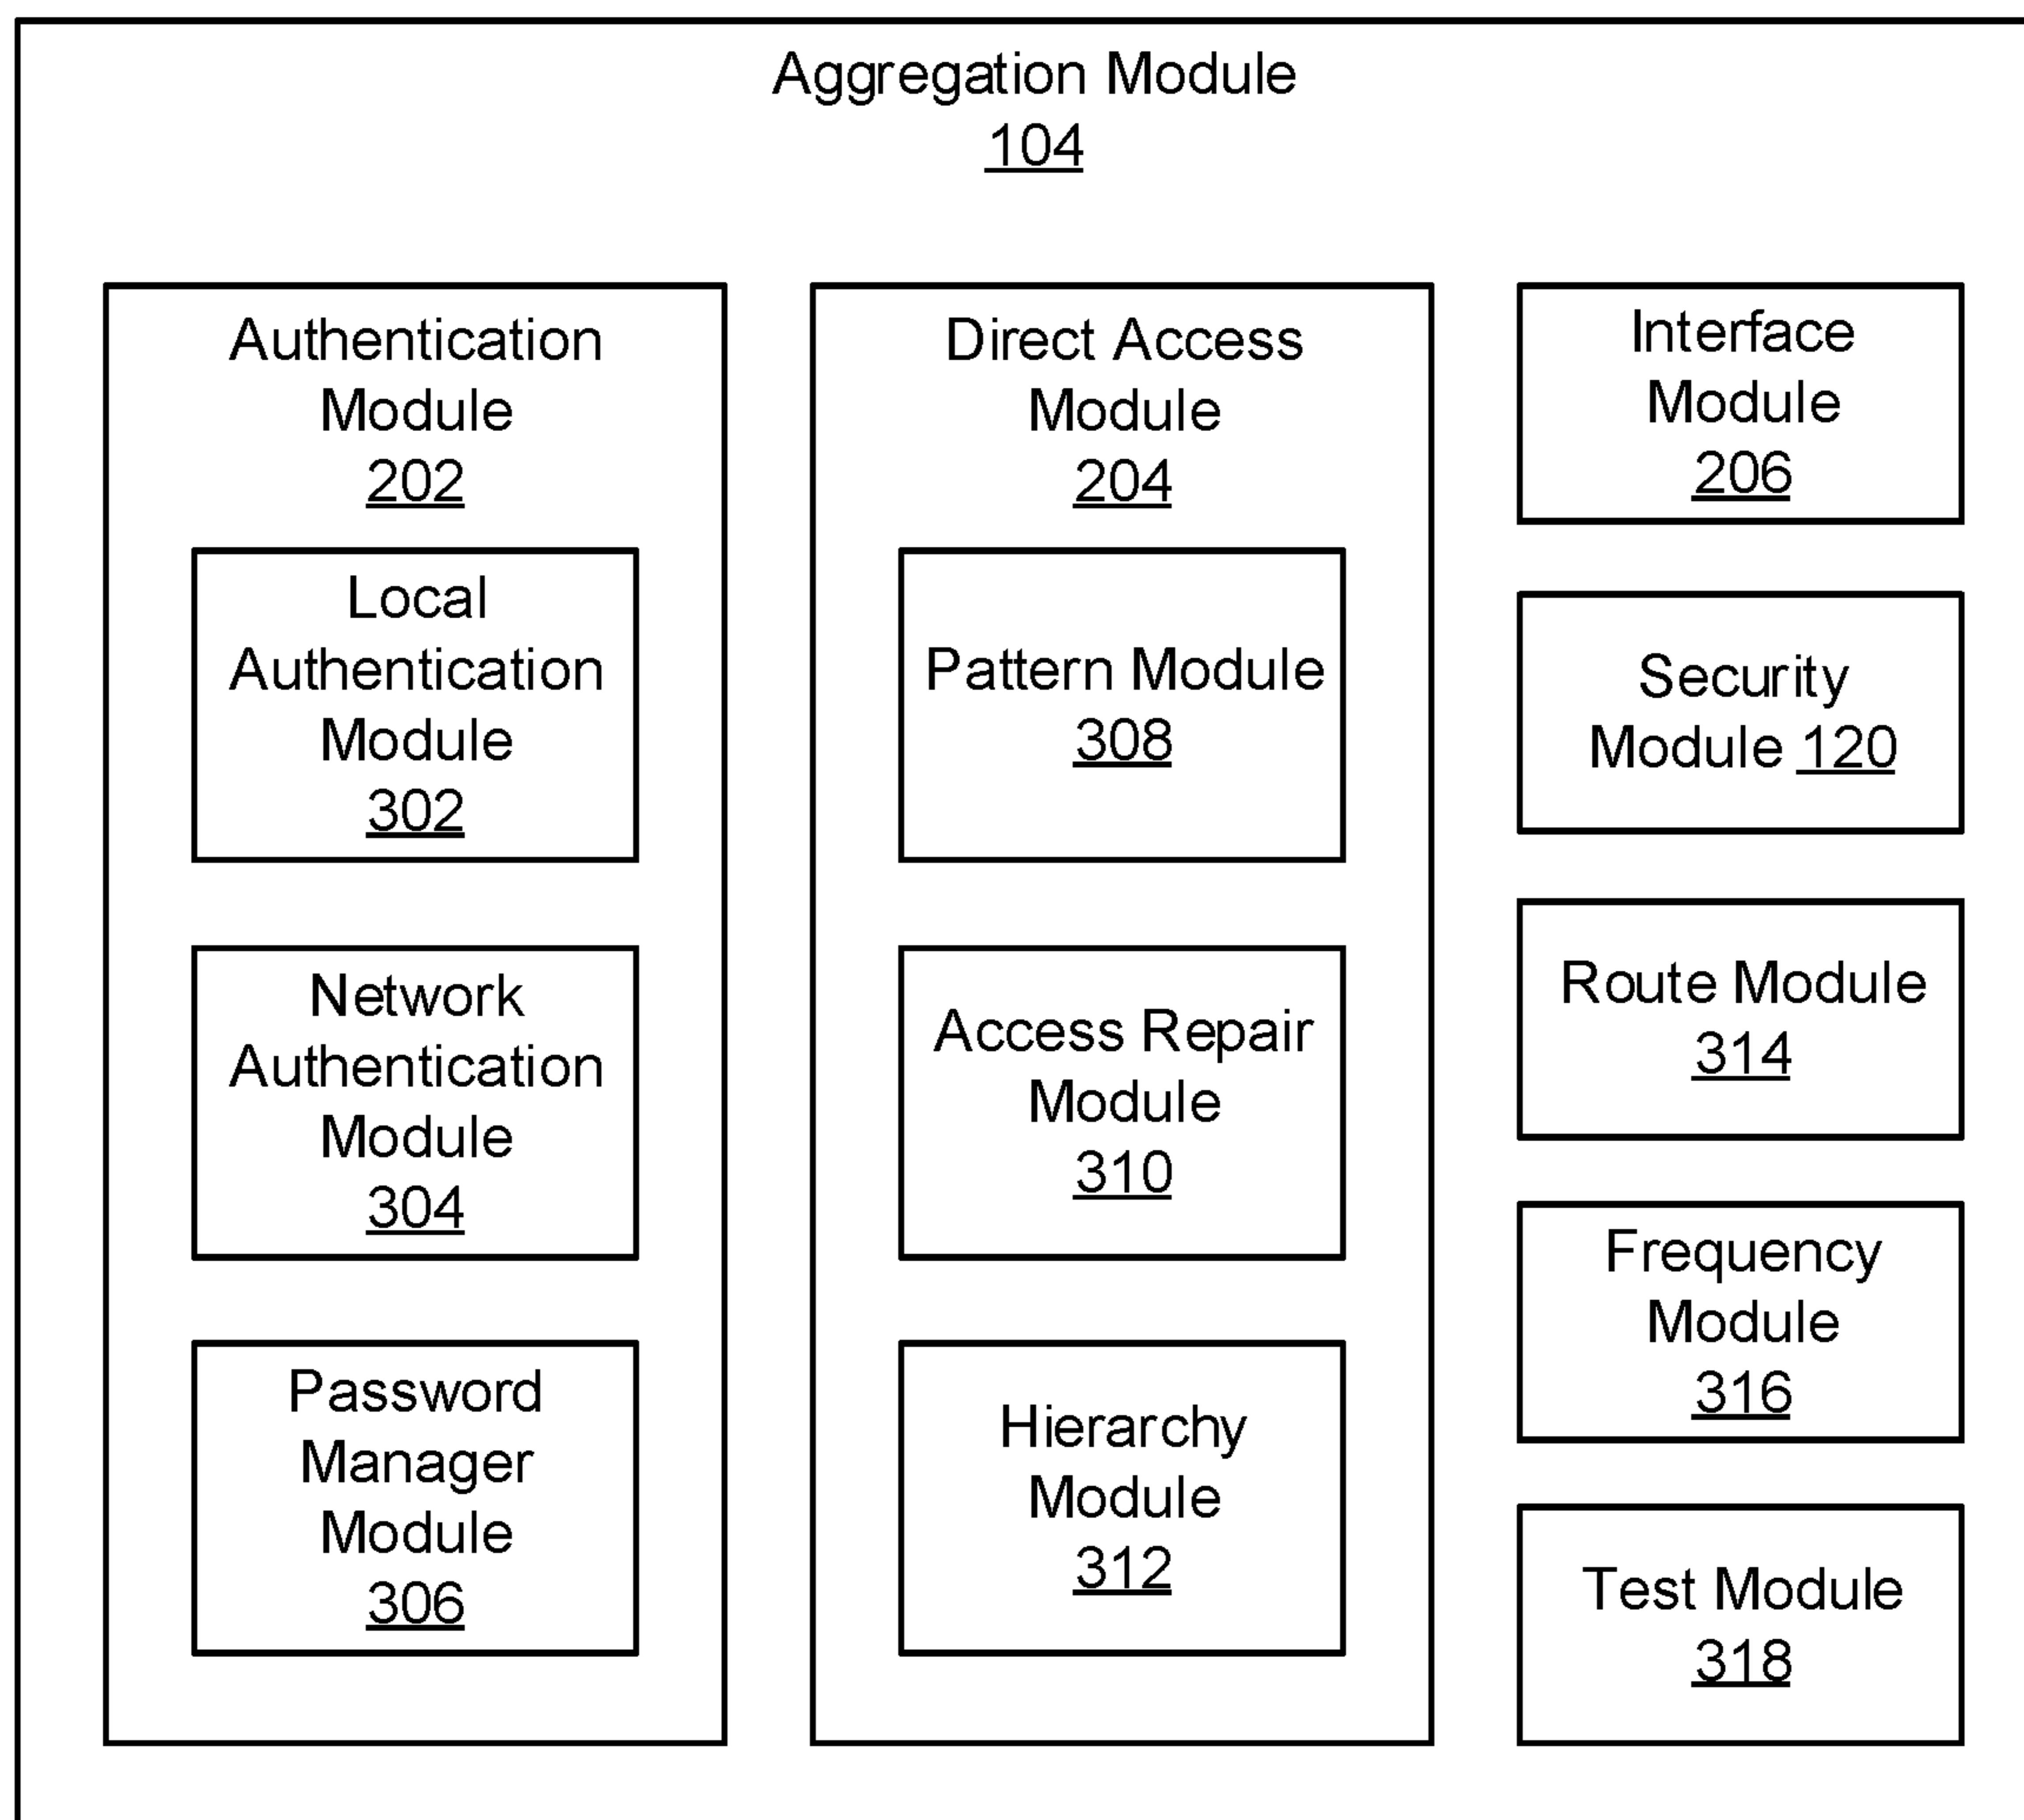 Aggregation Module
104
Authentication
Module
202
Local
Authentication
Module
302
Network
Authentication
Module
304
Password
Manager
Module
306
Direct Access
Module
204
Pattern Module
308
Access Repair
Module
310
Hierarchy
Module
312
Interface
Module
206
Security
Module 120
Route Module
314
Frequency
Module
316
Test Module
318